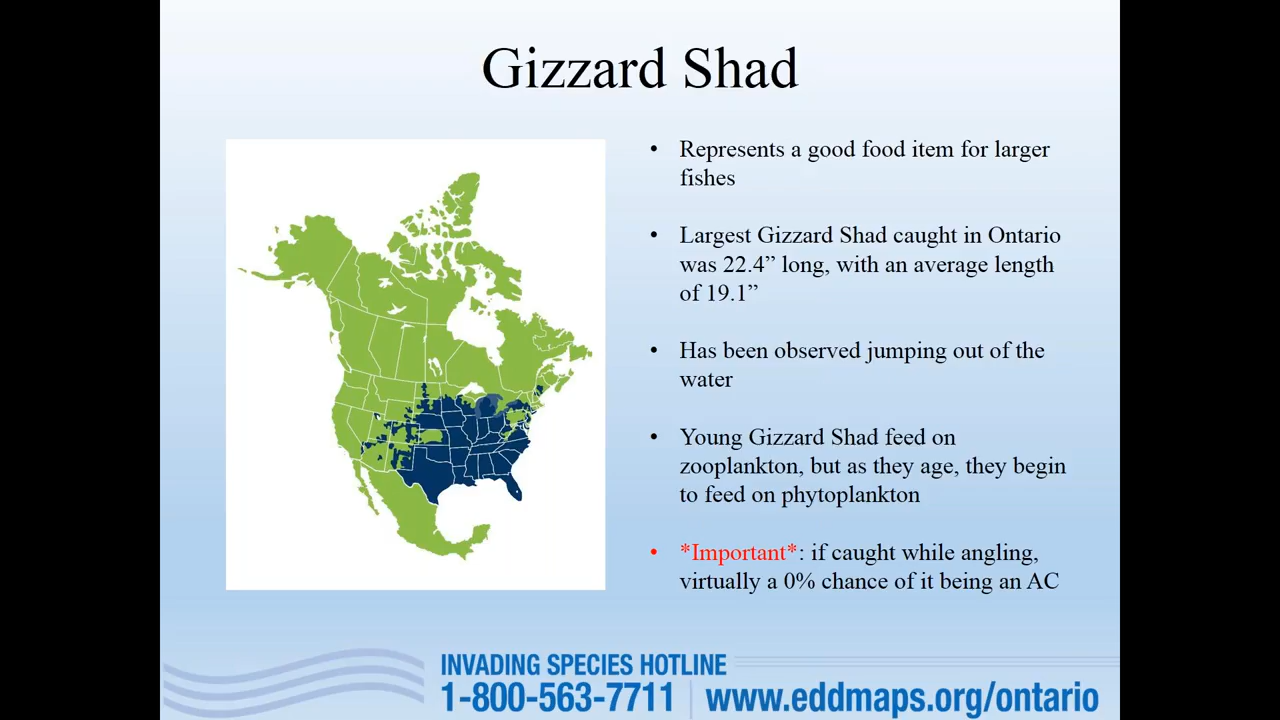 Gizzard Shad
• Represents a good food item for larger
fishes
• Largest Gizzard Shad caught in Ontario
was 22.4” long, with an average length
of 19.1”
• Has been observed jumping out of the
water
• Young Gizzard Shad feed on
zooplankton, but as they age, they begin
to feed on phytoplankton
• *Important*: if caught while angling,
virtually a 0% chance of it being an AC
INVADING SPECIES HOTLINE
1-800-563-7711 | www.eddmaps.org/ontario